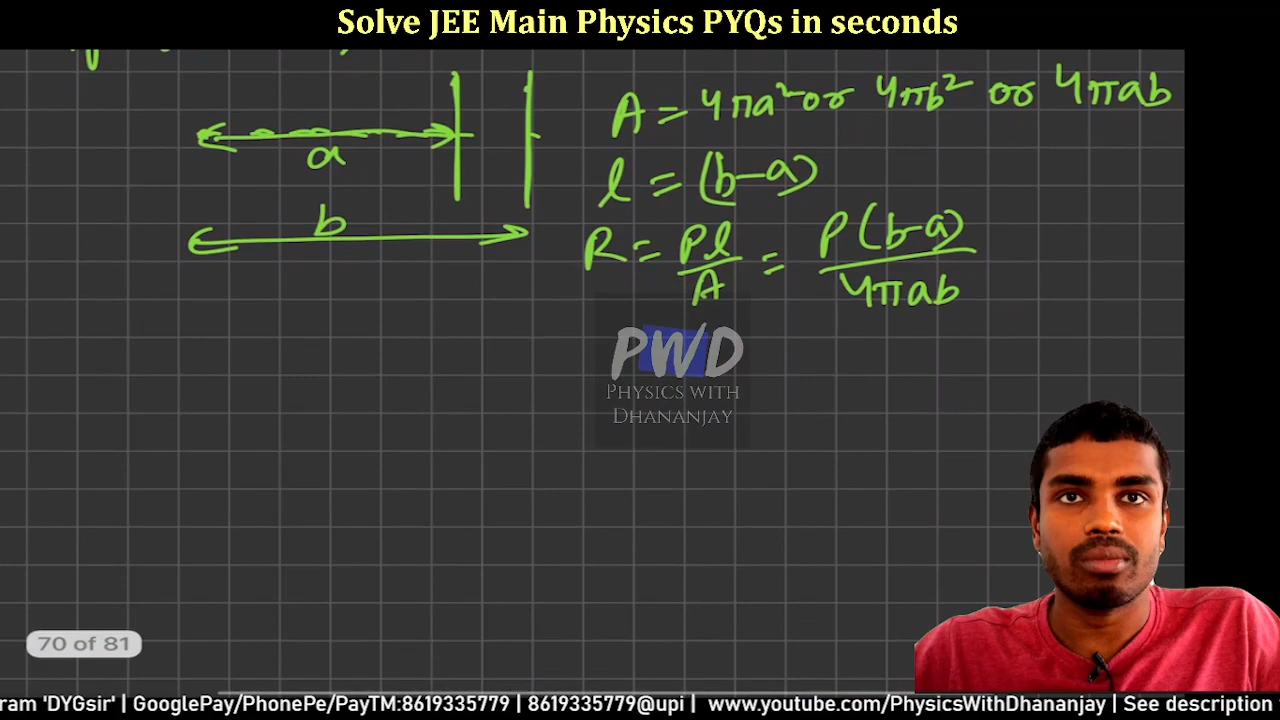 Solve JEE Main Physics PYQs in seconds
A = 4πa² or 4πb² or 4πab
a
l = (b-a)
b
R = ρl/A = ρ(b-a)/4πab
PWD
PHYSICS WITH
DHANANJAY
70 of 81
ram 'DYGsir' | GooglePay/PhonePe/PayTM:8619335779 | 8619335779@upi | www.youtube.com/PhysicsWithDhananjay | See description